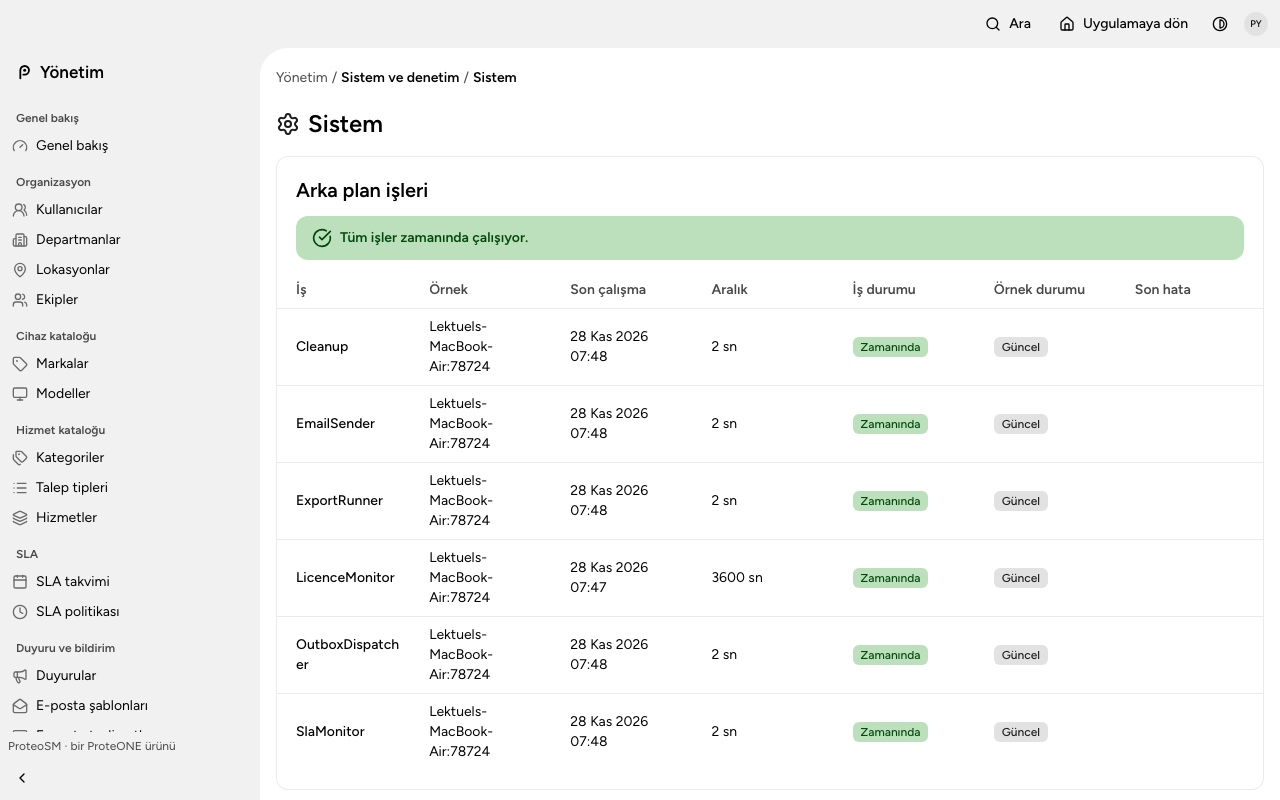 Ara
Uygulamaya dön
PY
Yönetim
Genel bakış
Genel bakış
Organizasyon
Kullanıcılar
Departmanlar
Lokasyonlar
Ekipler
Cihaz kataloğu
Markalar
Modeller
Hizmet kataloğu
Kategoriler
Talep tipleri
Hizmetler
SLA
SLA takvimi
SLA politikası
Duyuru ve bildirim
Duyurular
E-posta şablonları
ProteoSM · bir ProteONE ürünü
Yönetim / Sistem ve denetim / Sistem
Sistem
Arka plan işleri
Tüm işler zamanında çalışıyor.
İş Örnek Son çalışma Aralık İş durumu Örnek durumu Son hata
Cleanup
Lektuels-
MacBook-
Air:78724
28 Kas 2026
07:48
2 sn
Zamanında
Güncel
EmailSender
Lektuels-
MacBook-
Air:78724
28 Kas 2026
07:48
2 sn
Zamanında
Güncel
ExportRunner
Lektuels-
MacBook-
Air:78724
28 Kas 2026
07:48
2 sn
Zamanında
Güncel
LicenceMonitor
Lektuels-
MacBook-
Air:78724
28 Kas 2026
07:47
3600 sn
Zamanında
Güncel
OutboxDispatch
er
Lektuels-
MacBook-
Air:78724
28 Kas 2026
07:48
2 sn
Zamanında
Güncel
SlaMonitor
Lektuels-
MacBook-
Air:78724
28 Kas 2026
07:48
2 sn
Zamanında
Güncel